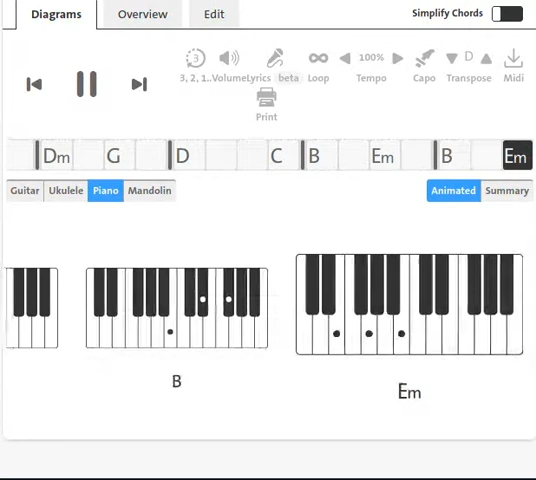 Diagrams Overview Edit Simplify Chords
3 100% D
3, 2, 1.. Volume Lyrics beta Loop Tempo Capo Transpose Midi
Print
Dm G D C B Em B Em
Guitar Ukulele Piano Mandolin Animated Summary
B
Em